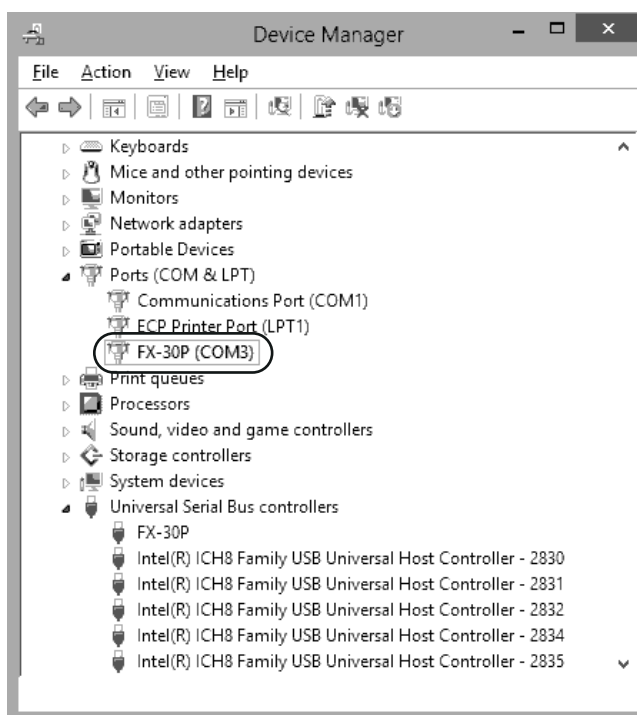 Device Manager
File Action View Help
Keyboards
Mice and other pointing devices
Monitors
Network adapters
Portable Devices
Ports (COM & LPT)
Communications Port (COM1)
ECP Printer Port (LPT1)
FX-30P (COM3)
Print queues
Processors
Sound, video and game controllers
Storage controllers
System devices
Universal Serial Bus controllers
FX-30P
Intel(R) ICH8 Family USB Universal Host Controller - 2830
Intel(R) ICH8 Family USB Universal Host Controller - 2831
Intel(R) ICH8 Family USB Universal Host Controller - 2832
Intel(R) ICH8 Family USB Universal Host Controller - 2834
Intel(R) ICH8 Family USB Universal Host Controller - 2835